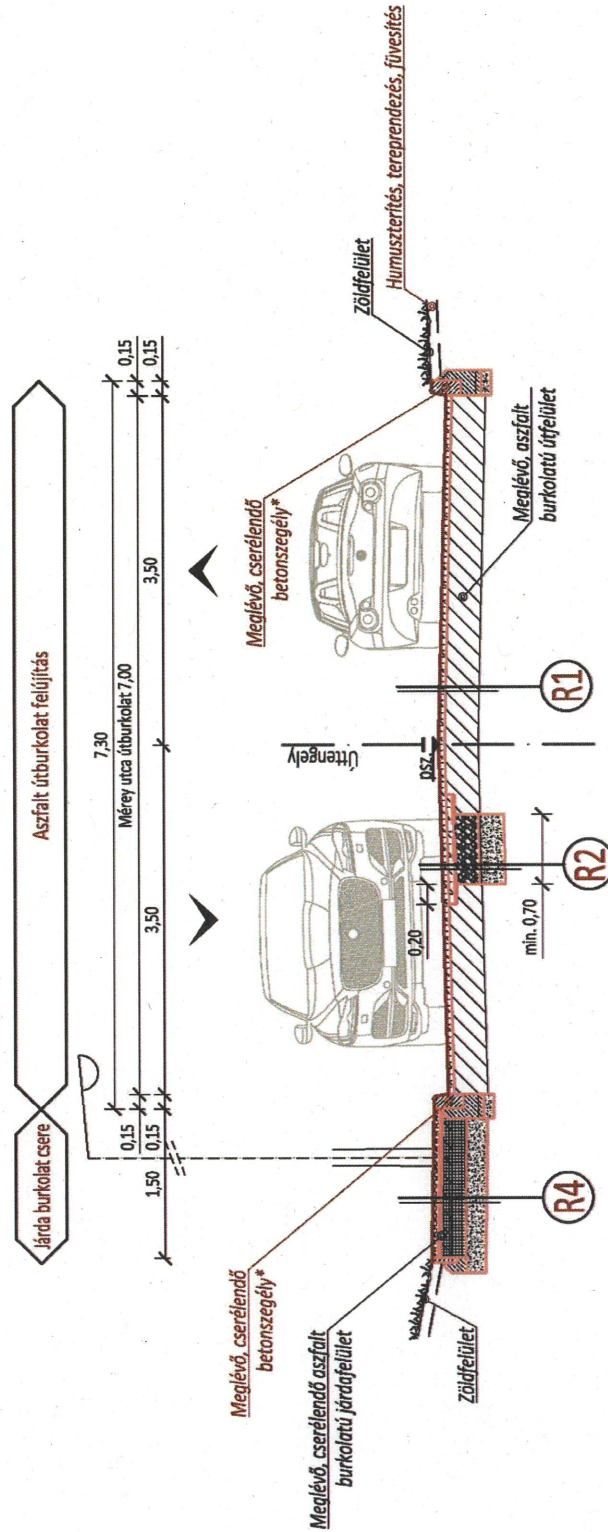 Járda burkolat csere
Aszfalt útburkolat felújítás
7,30
0,15
Mérey utca útburkolat 7,00
0,15
0,15
3,50
3,50
0,15
1,50
Meglévő, cserélendő
betonszegély*
Meglévő, cserélendő aszfalt
burkolatú járdafelület
Zöldfelület
Úttengely
psz.
Meglévő, cserélendő
betonszegély*
Zöldfelület
Humuszterítés, tereprendezés, füvesítés
Meglévő, aszfalt
burkolatú útfelület
0,20
min. 0,70
R4
R2
R1